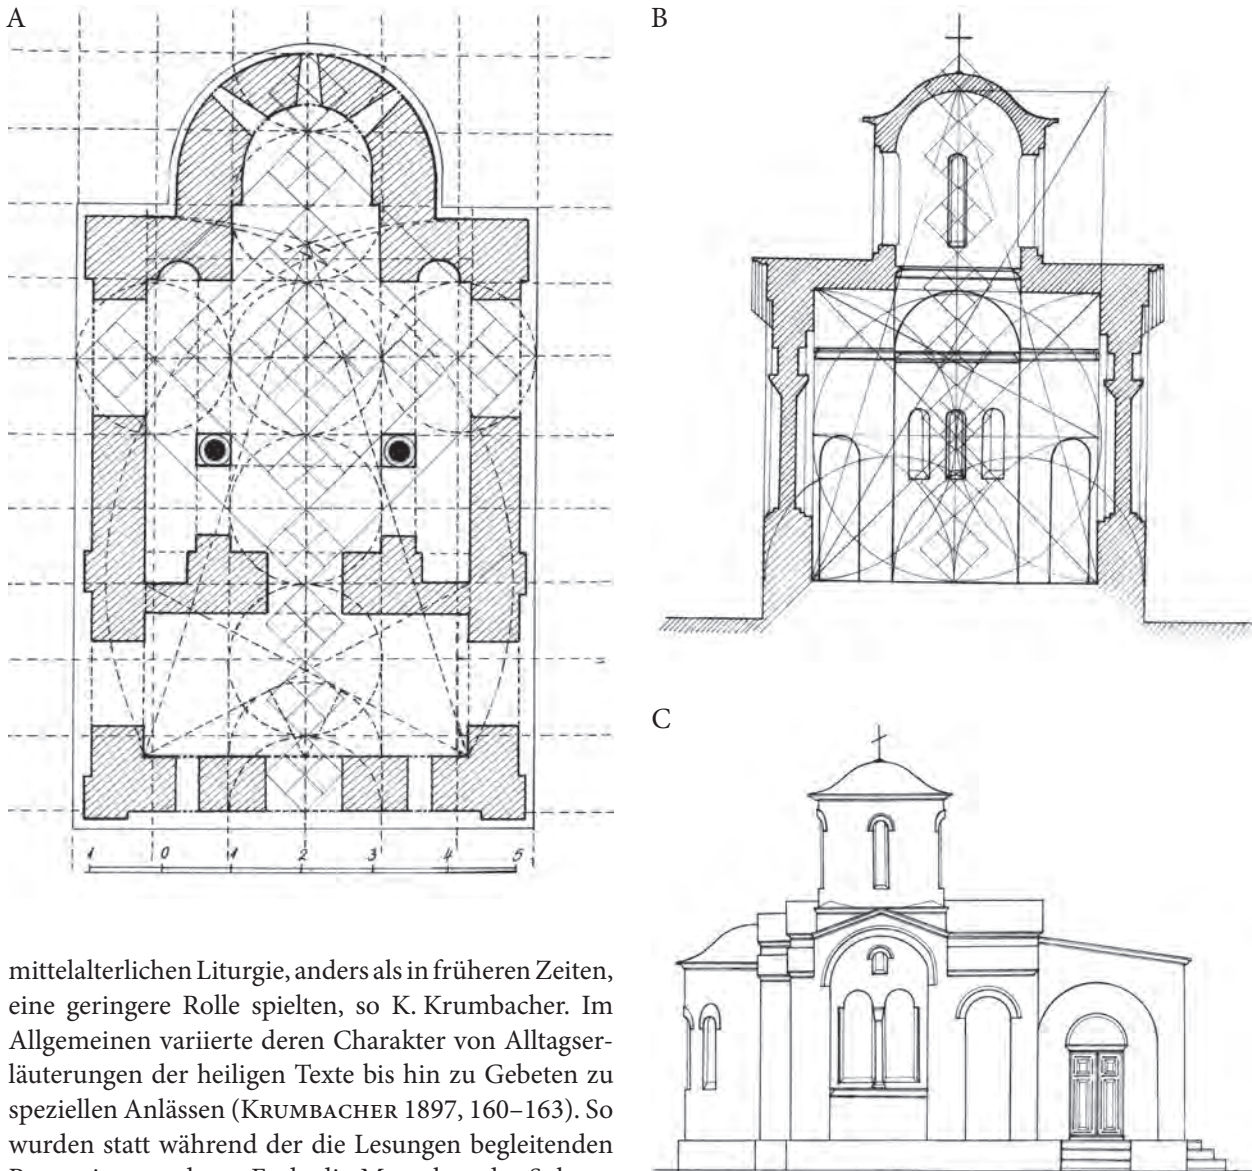 A
B
1 0 1 2 3 4 5
C
mittelalterlichen Liturgie, anders als in früheren Zeiten,
eine geringere Rolle spielten, so K. Krumbacher. Im
Allgemeinen variierte deren Charakter von Alltagser-
läuterungen der heiligen Texte bis hin zu Gebeten zu
speziellen Anlässen (KRUMBACHER 1897, 160–163). So
wurden statt während der die Lesungen begleitenden